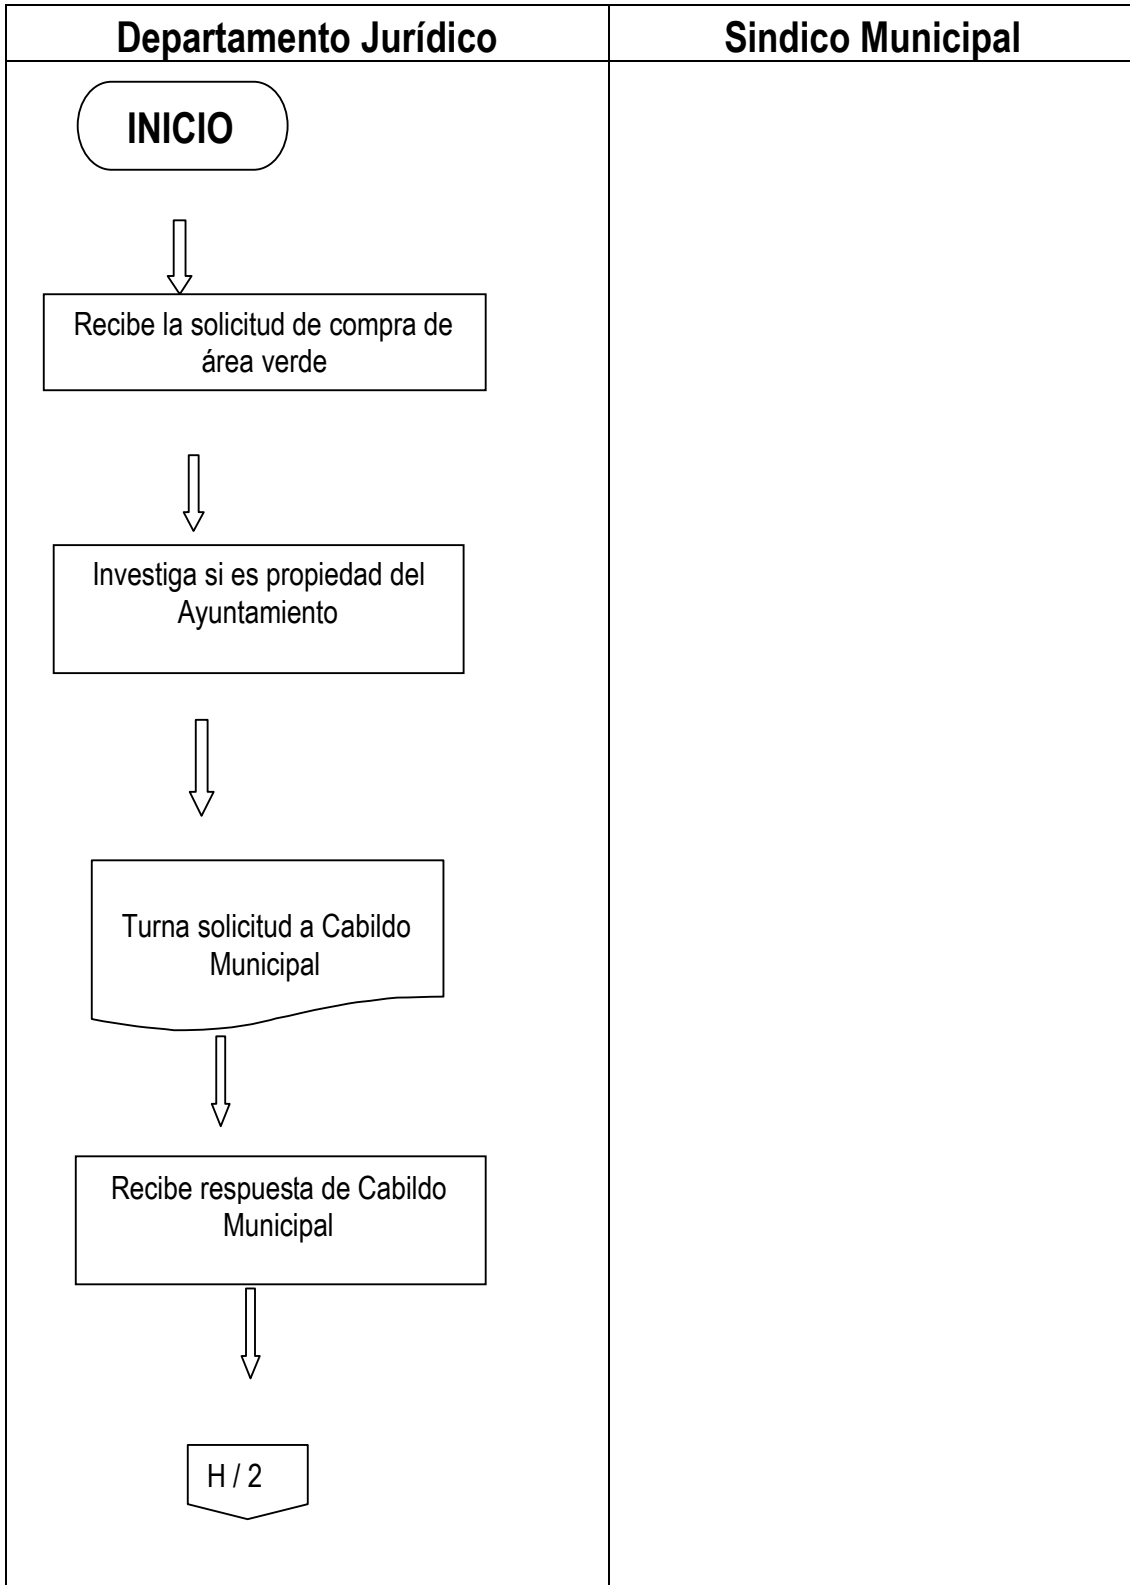 Departamento Jurídico
Sindico Municipal
INICIO
Recibe la solicitud de compra de
área verde
Investiga si es propiedad del
Ayuntamiento
Turna solicitud a Cabildo
Municipal
Recibe respuesta de Cabildo
Municipal
H / 2